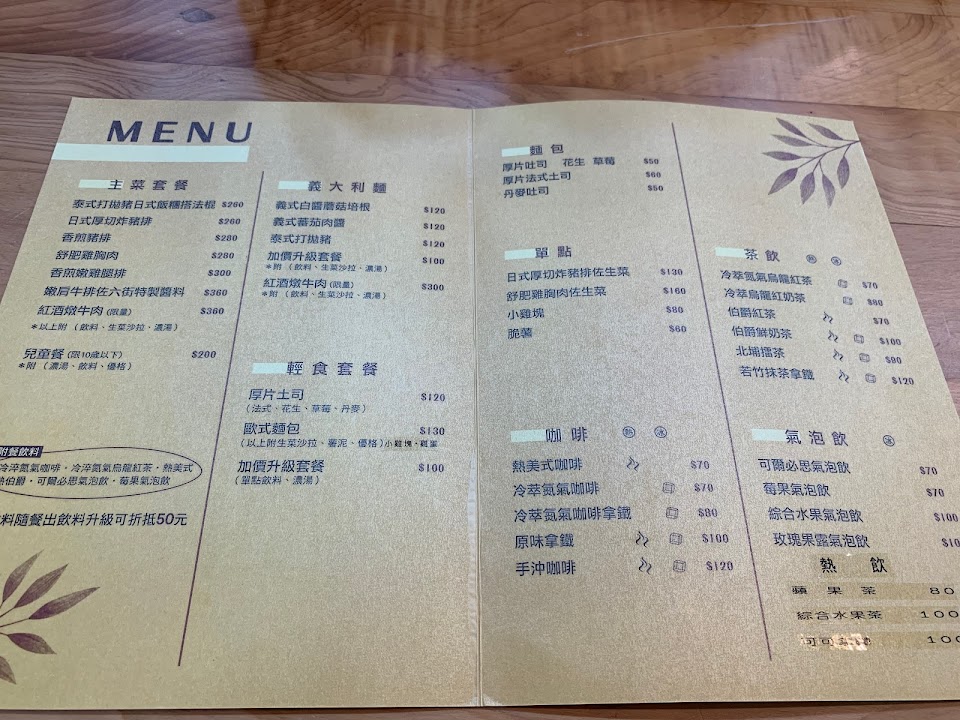 MENU
主菜套餐
泰式打拋豬日式飯糰搭法棍 $260
日式厚切炸豬排 $260
香煎豬排 $280
舒肥雞胸肉 $280
香煎嫩雞腿排 $300
嫩肩牛排佐六街特製醬料 $360
紅酒燉牛肉 (限量) $360
*以上附（飲料、生菜沙拉、濃湯）
兒童餐 (限10歲以下) $200
*附（濃湯、飲料、優格）
附餐飲料
冷淬氮氣咖啡、冷淬氮氣烏龍紅茶、熱美式
熱伯爵、可爾必思氣泡飲、莓果氣泡飲
料隨餐出飲料升級可折抵50元
義大利麵
義式白醬蘑菇培根 $120
義式蕃茄肉醬 $120
泰式打拋豬 $120
加價升級套餐 $100
*附（飲料、生菜沙拉、濃湯）
紅酒燉牛肉 (限量) $300
*附（飲料、生菜沙拉、濃湯）
輕食套餐
厚片土司 $120
（法式、花生、草莓、丹麥）
歐式麵包 $130
（以上附生菜沙拉、薯泥、優格）小雞塊、雞蛋
加價升級套餐 $100
（單點飲料、濃湯）
麵包
厚片吐司 花生 草莓 $50
厚片法式土司 $60
丹麥吐司 $50
單點
日式厚切炸豬排佐生菜 $130
舒肥雞胸肉佐生菜 $160
小雞塊 $80
脆薯 $60
咖啡 熱 冰
熱美式咖啡 $70
冷萃氮氣咖啡 $70
冷萃氮氣咖啡拿鐵 $80
原味拿鐵 $100
手沖咖啡 $120
茶飲 熱 冰
冷萃氮氣烏龍紅茶 $70
冷萃烏龍紅奶茶 $80
伯爵紅茶 $70
伯爵鮮奶茶 $100
北埔擂茶 $90
若竹抹茶拿鐵 $120
氣泡飲 冰
可爾必思氣泡飲 $70
莓果氣泡飲 $70
綜合水果氣泡飲 $100
玫瑰果露氣泡飲 $10
熱飲
蘋果茶 80
綜合水果茶 100
可可 100